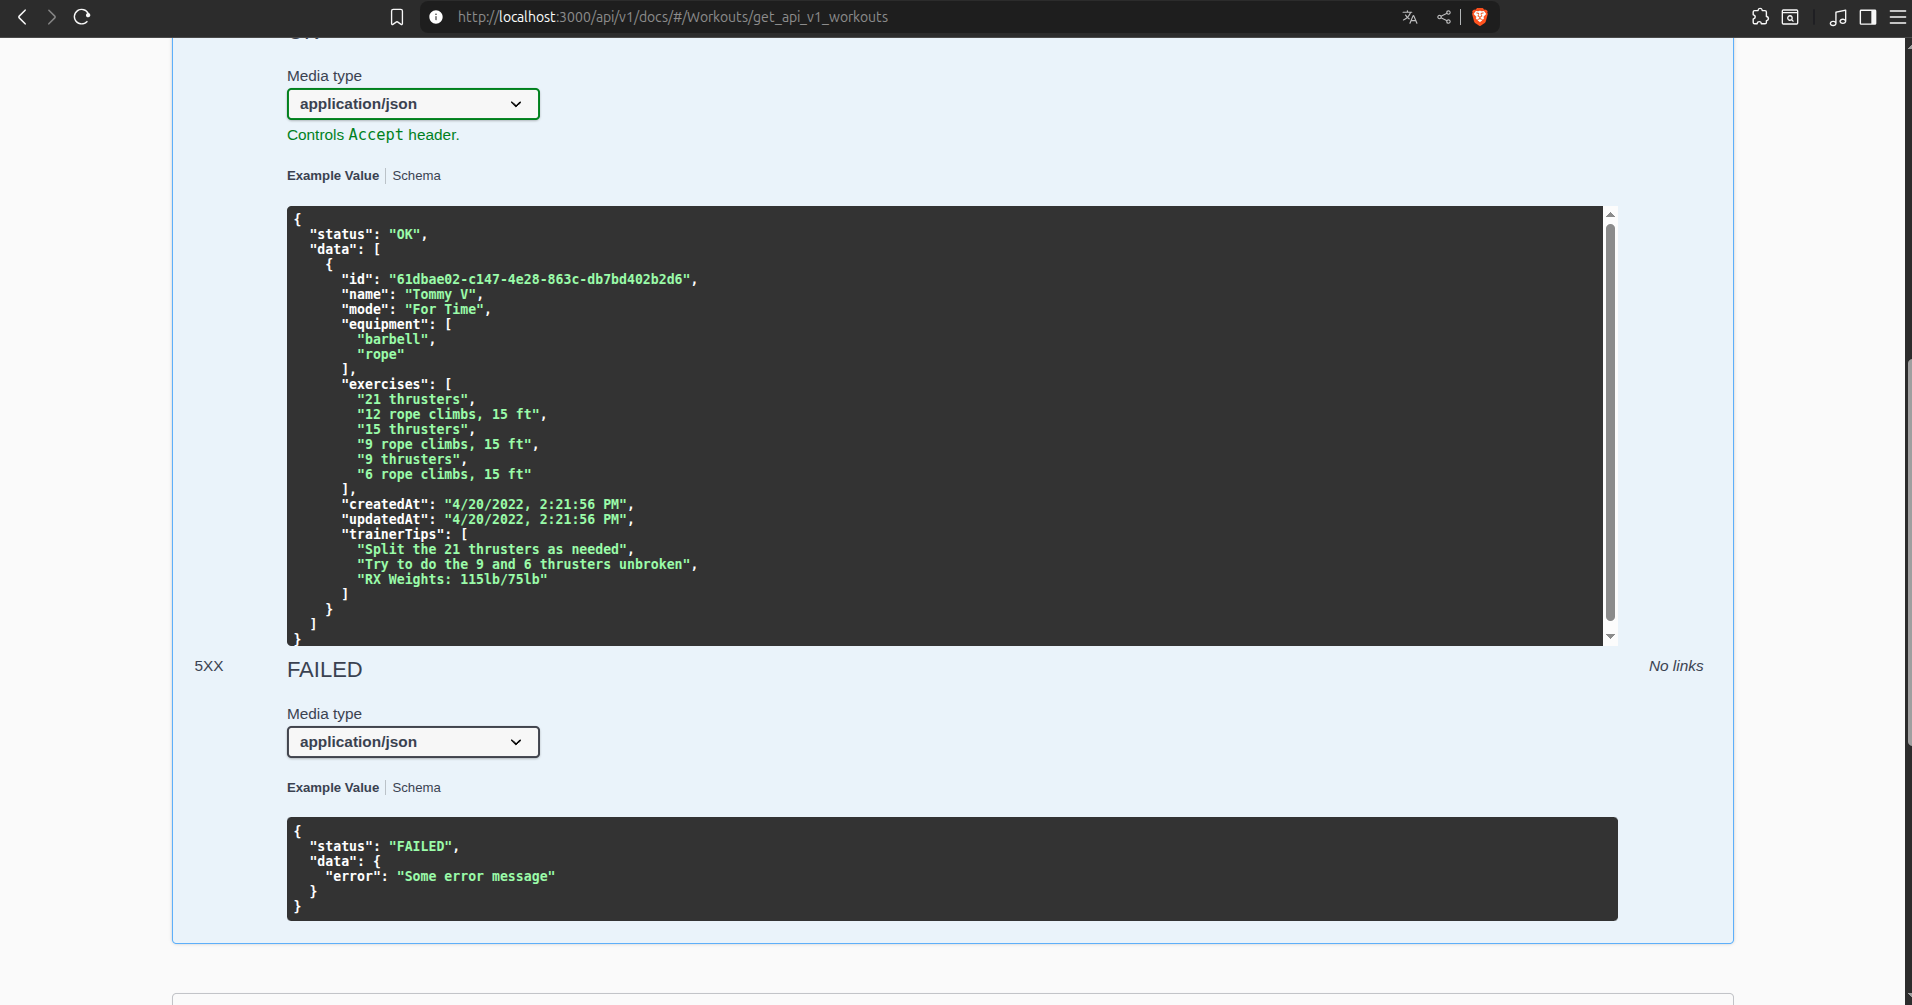 http://localhost:3000/api/v1/docs/#/Workouts/get_api_v1_workouts
Media type
application/json
Controls Accept header.
Example Value Schema
{
"status": "OK",
"data": [
{
"id": "61dbae02-c147-4e28-863c-db7bd402b2d6",
"name": "Tommy V",
"mode": "For Time",
"equipment": [
"barbell",
"rope"
],
"exercises": [
"21 thrusters",
"12 rope climbs, 15 ft",
"15 thrusters",
"9 rope climbs, 15 ft",
"9 thrusters",
"6 rope climbs, 15 ft"
],
"createdAt": "4/20/2022, 2:21:56 PM",
"updatedAt": "4/20/2022, 2:21:56 PM",
"trainerTips": [
"Split the 21 thrusters as needed",
"Try to do the 9 and 6 thrusters unbroken",
"RX Weights: 115lb/75lb"
]
}
]
}
5XX FAILED No links
Media type
application/json
Example Value Schema
{
"status": "FAILED",
"data": {
"error": "Some error message"
}
}